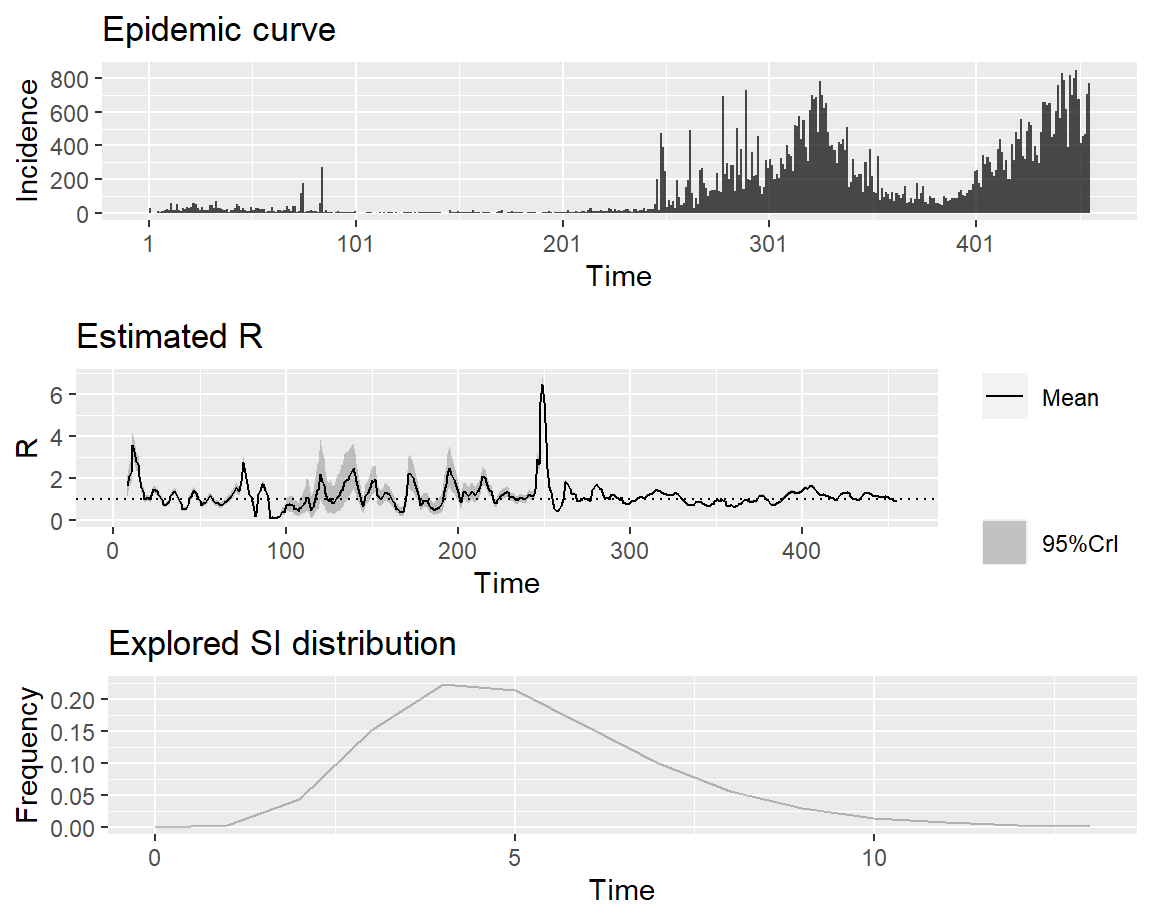 Epidemic curve
Incidence
800
600
400
200
0
1 101 201 301 401
Time
Estimated R
R
6
4
2
0
0 100 200 300 400
Time
Mean
95%CrI
Explored SI distribution
Frequency
0.20
0.15
0.10
0.05
0.00
0 5 10
Time